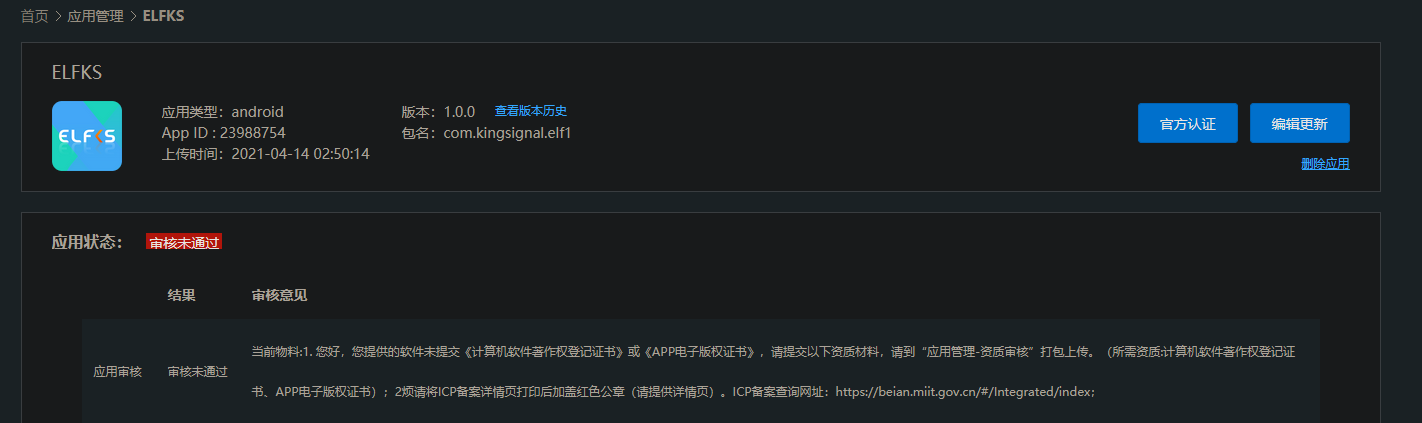 首页 > 应用管理 > ELFKS
ELFKS
ELFKS
应用类型：android
App ID : 23988754
上传时间：2021-04-14 02:50:14
版本：1.0.0 查看版本历史
包名：com.kingsignal.elf1
官方认证
编辑更新
删除应用
应用状态： 审核未通过
结果 审核意见
应用审核 审核未通过
当前物料:1. 您好，您提供的软件未提交《计算机软件著作权登记证书》或《APP电子版权证书》，请提交以下资质材料，请到“应用管理-资质审核”打包上传。（所需资质:计算机软件著作权登记证
书、APP电子版权证书）；2烦请将ICP备案详情页打印后加盖红色公章（请提供详情页）。ICP备案查询网址：https://beian.miit.gov.cn/#/Integrated/index;